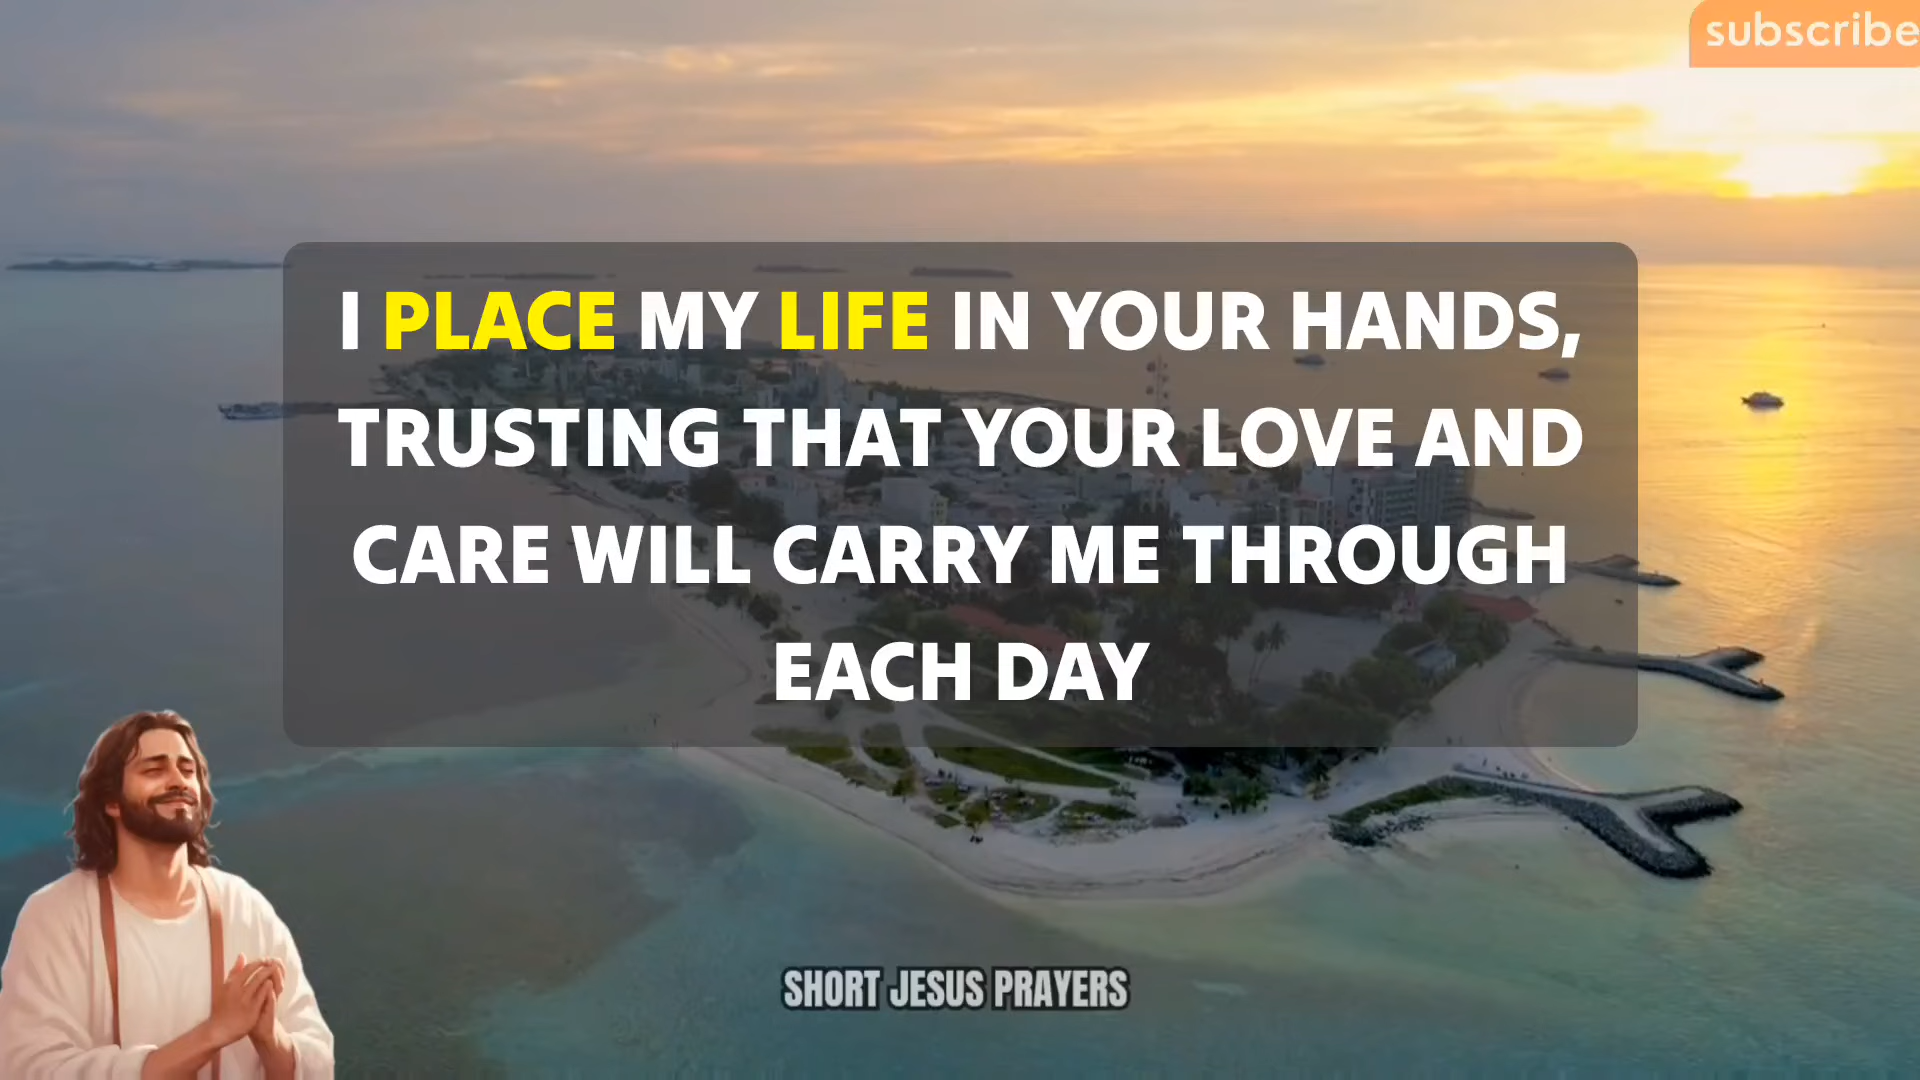 subscribe
I PLACE MY LIFE IN YOUR HANDS,
TRUSTING THAT YOUR LOVE AND
CARE WILL CARRY ME THROUGH
EACH DAY
SHORT JESUS PRAYERS